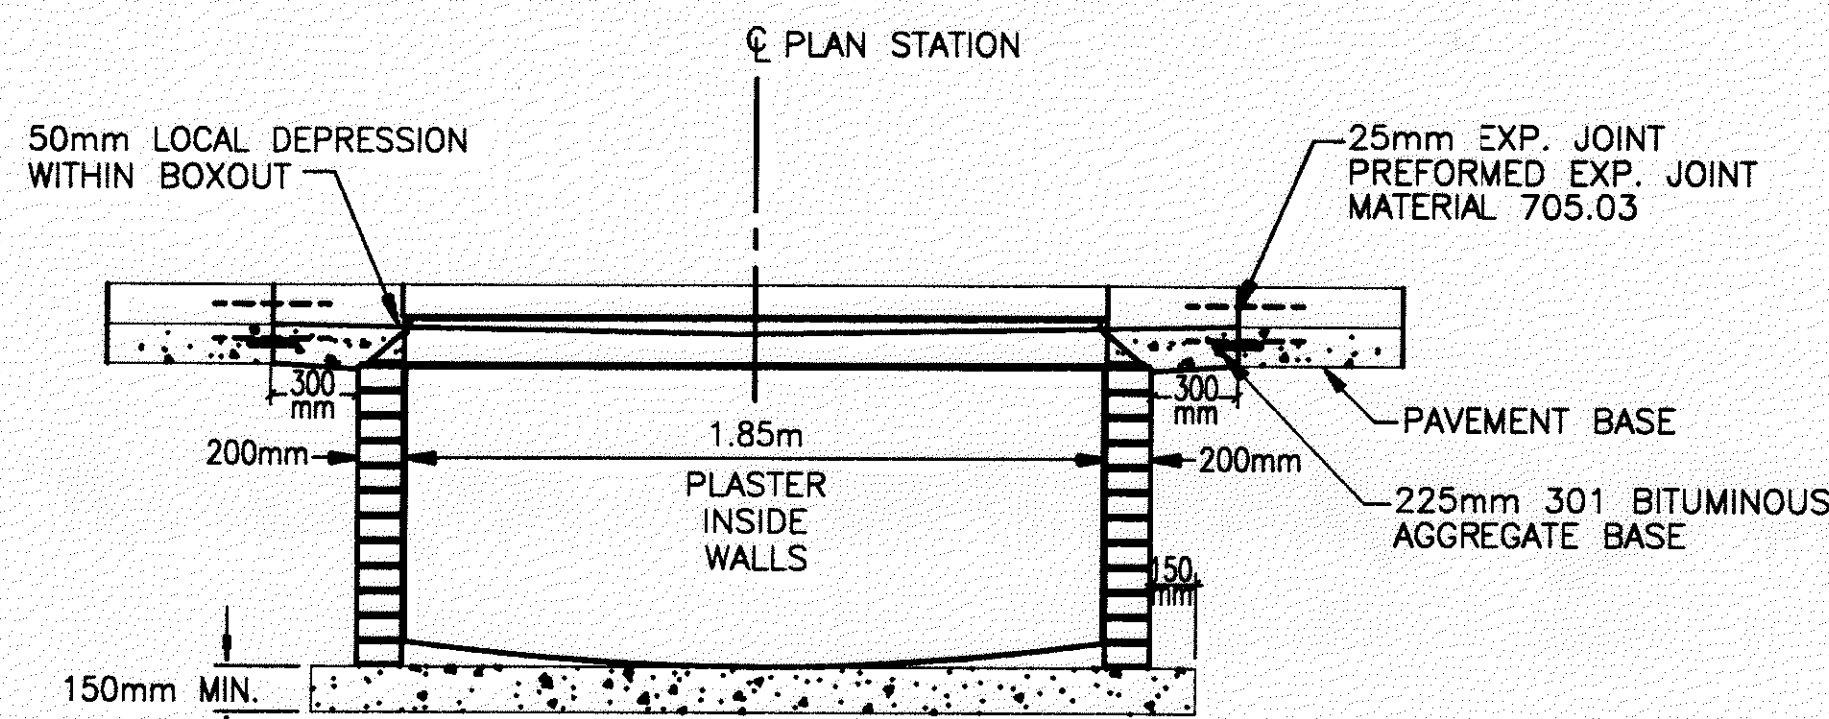 ℄ PLAN STATION
50mm LOCAL DEPRESSION
WITHIN BOXOUT
25mm EXP. JOINT
PREFORMED EXP. JOINT
MATERIAL 705.03
300
mm
300
mm
PAVEMENT BASE
1.85m
200mm
200mm
PLASTER
INSIDE
WALLS
225mm 301 BITUMINOUS
AGGREGATE BASE
150
mm
150mm MIN.